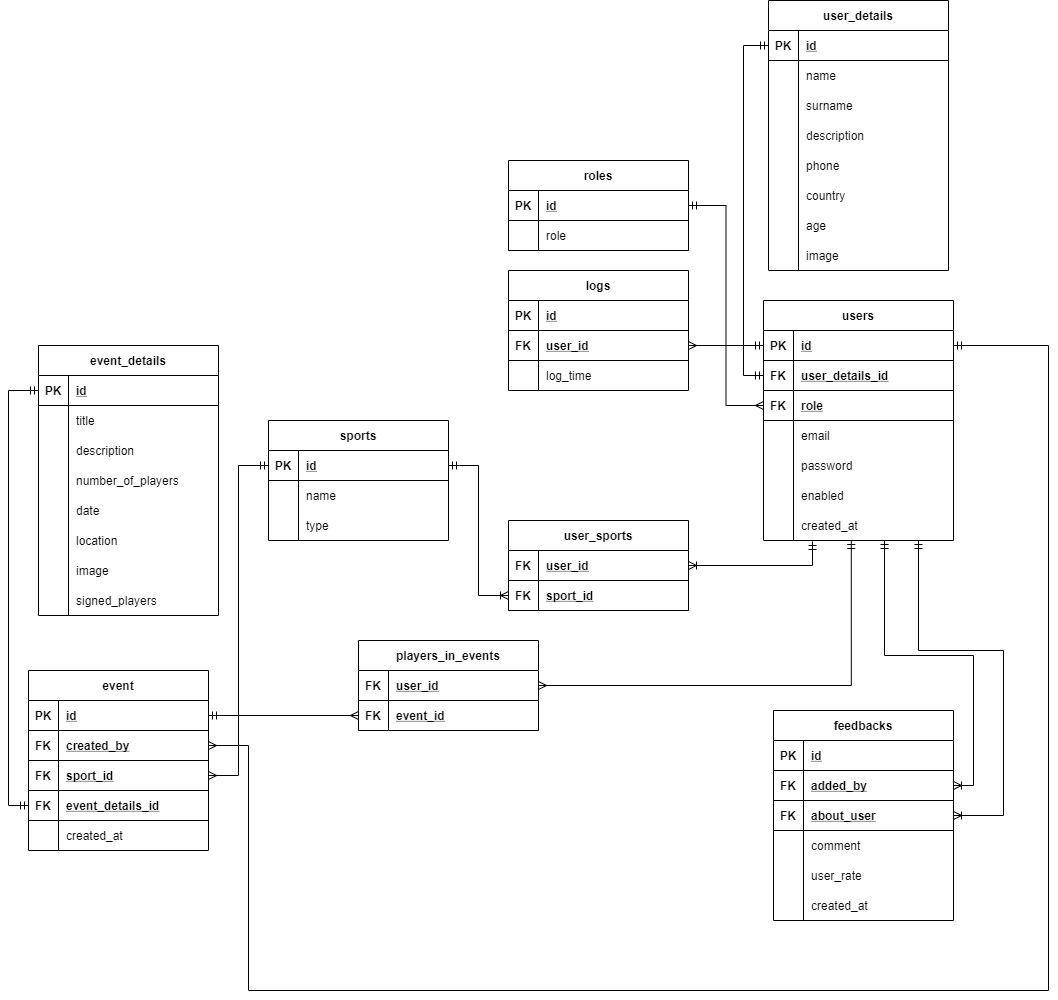 user_details
PK id
name
surname
description
phone
country
age
image
roles
PK id
role
logs
PK id
FK user_id
log_time
users
PK id
FK user_details_id
FK role
email
password
enabled
created_at
event_details
PK id
title
description
number_of_players
date
location
image
signed_players
sports
PK id
name
type
user_sports
FK user_id
FK sport_id
players_in_events
FK user_id
FK event_id
event
PK id
FK created_by
FK sport_id
FK event_details_id
created_at
feedbacks
PK id
FK added_by
FK about_user
comment
user_rate
created_at